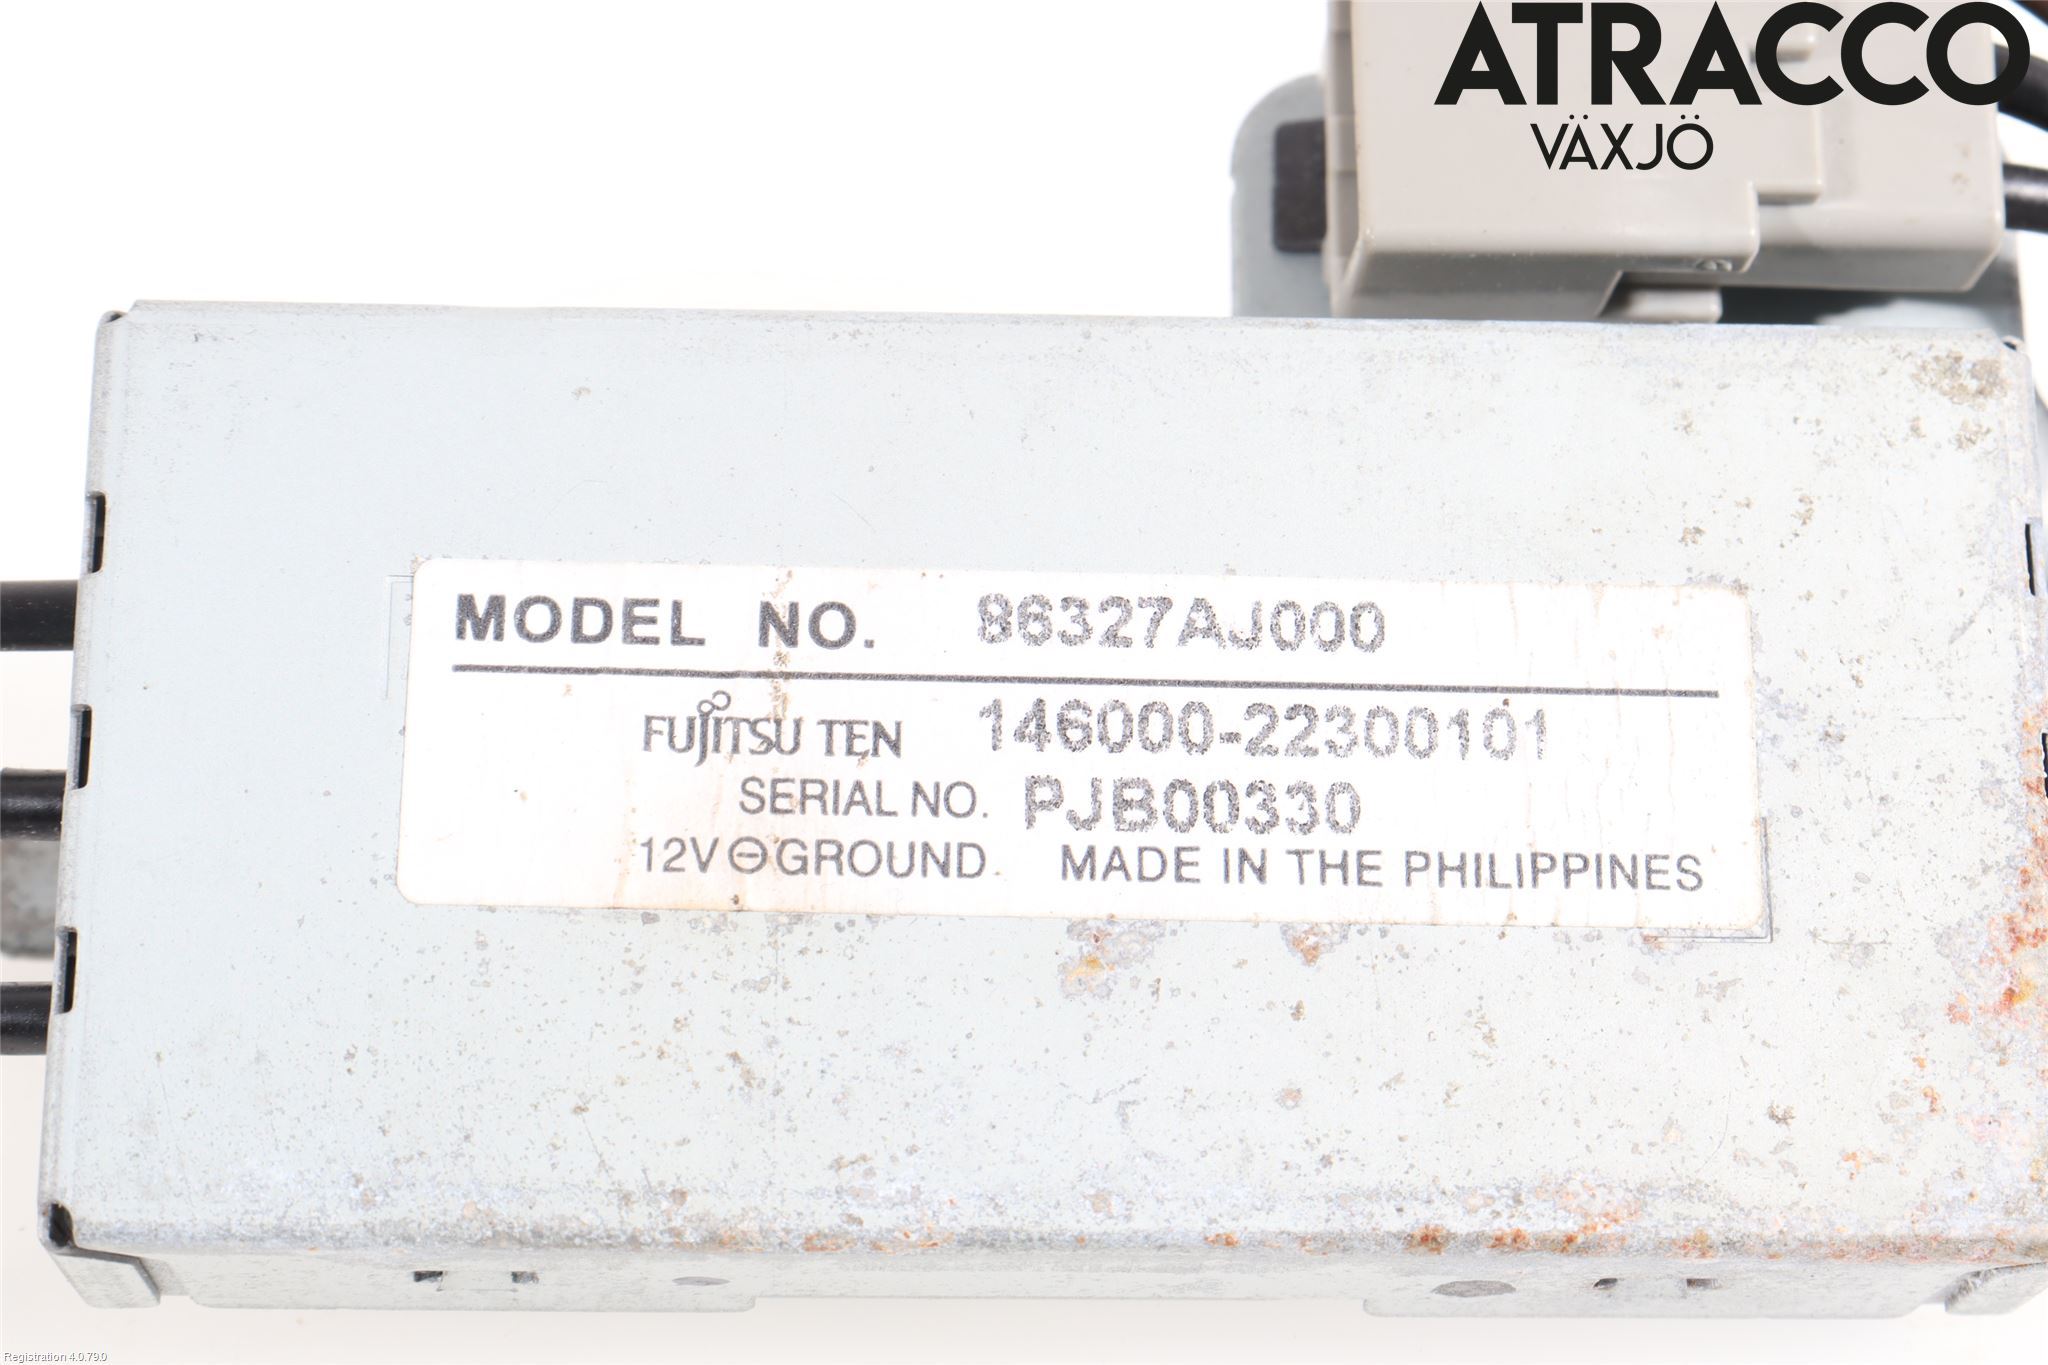 ATRACCO
VÄXJÖ
MODEL NO. 86327AJ000
FUJITSU TEN 146000-22300101
SERIAL NO. PJB00330
12V⊖GROUND MADE IN THE PHILIPPINES
Registration 4.0.79.0